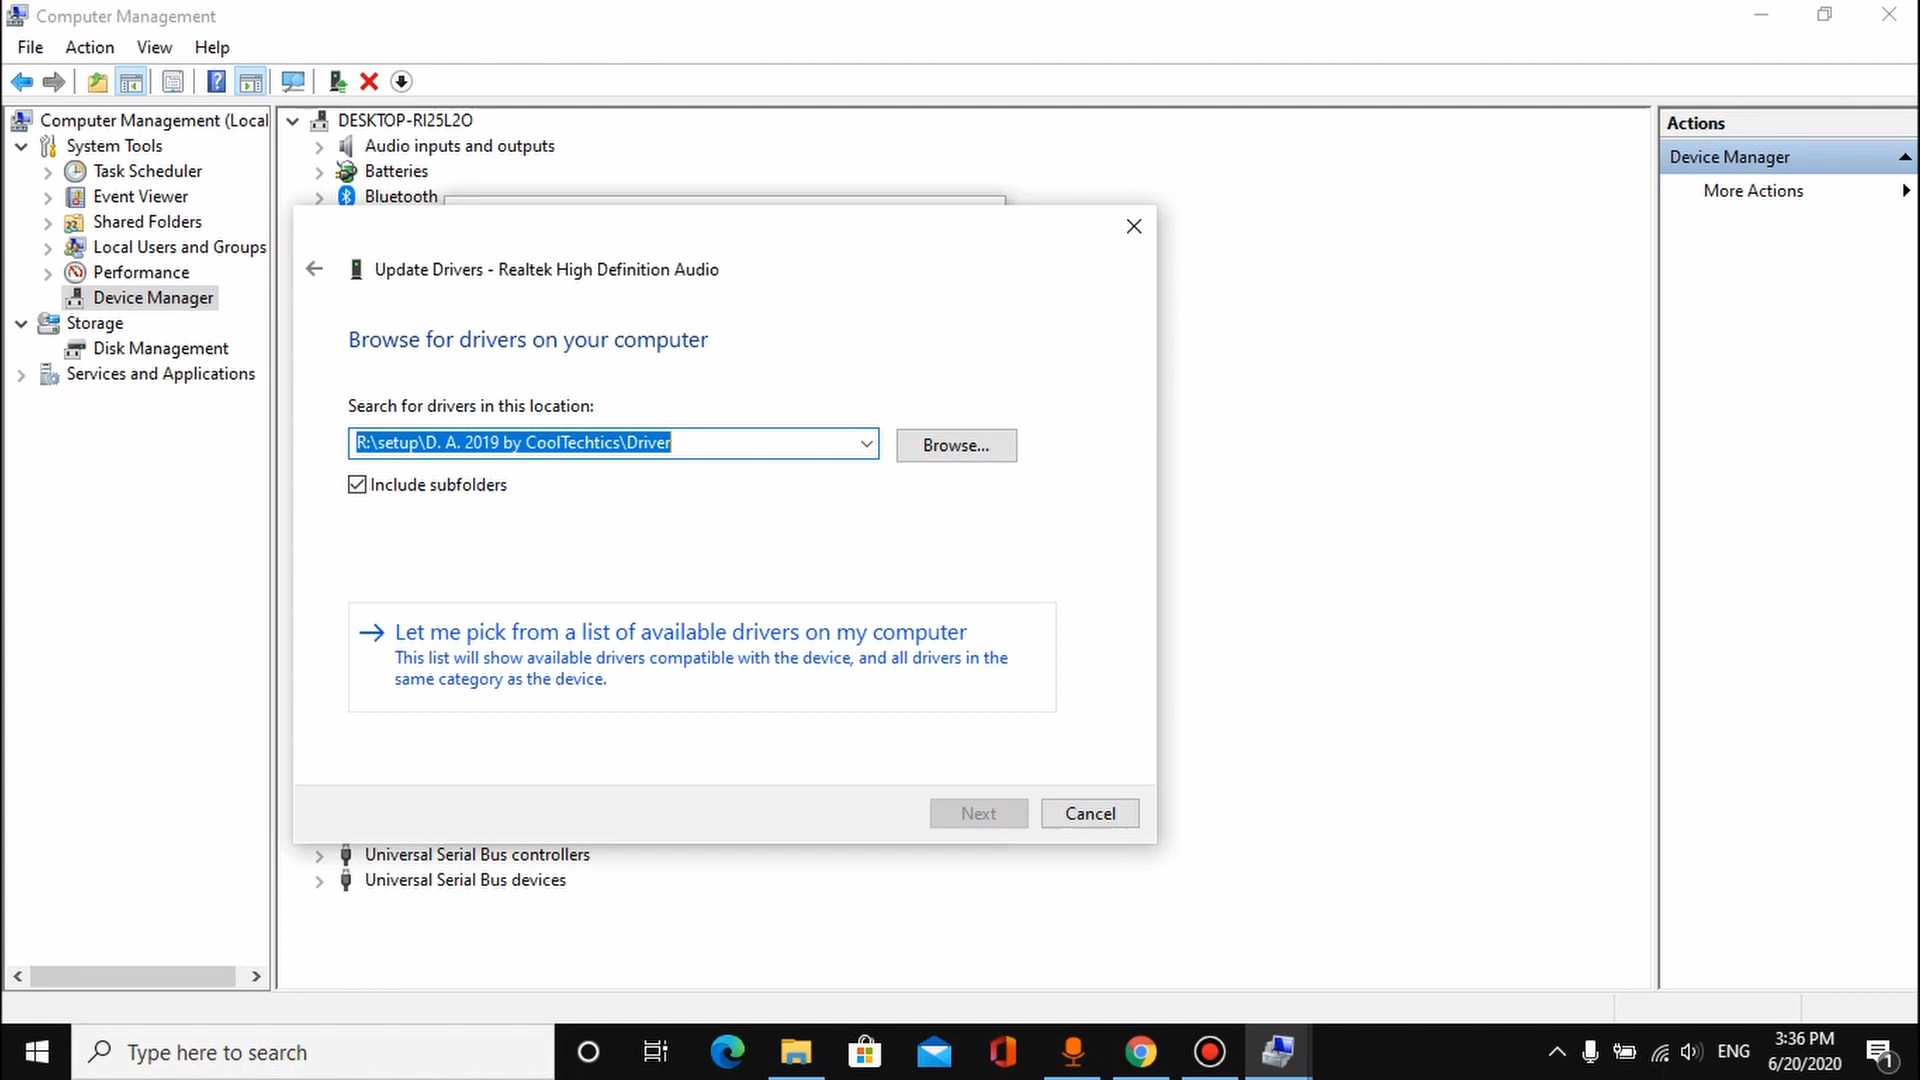 Computer Management
File Action View Help
Computer Management (Local
System Tools
Task Scheduler
Event Viewer
Shared Folders
Local Users and Groups
Performance
Device Manager
Storage
Disk Management
Services and Applications
DESKTOP-RI25L2O
Audio inputs and outputs
Batteries
Bluetooth
Update Drivers - Realtek High Definition Audio
Browse for drivers on your computer
Search for drivers in this location:
R:\setup\D. A. 2019 by CoolTechtics\Driver
Browse...
Include subfolders
Let me pick from a list of available drivers on my computer
This list will show available drivers compatible with the device, and all drivers in the
same category as the device.
Next Cancel
Universal Serial Bus controllers
Universal Serial Bus devices
Actions
Device Manager
More Actions
Type here to search
ENG
3:36 PM
6/20/2020
1